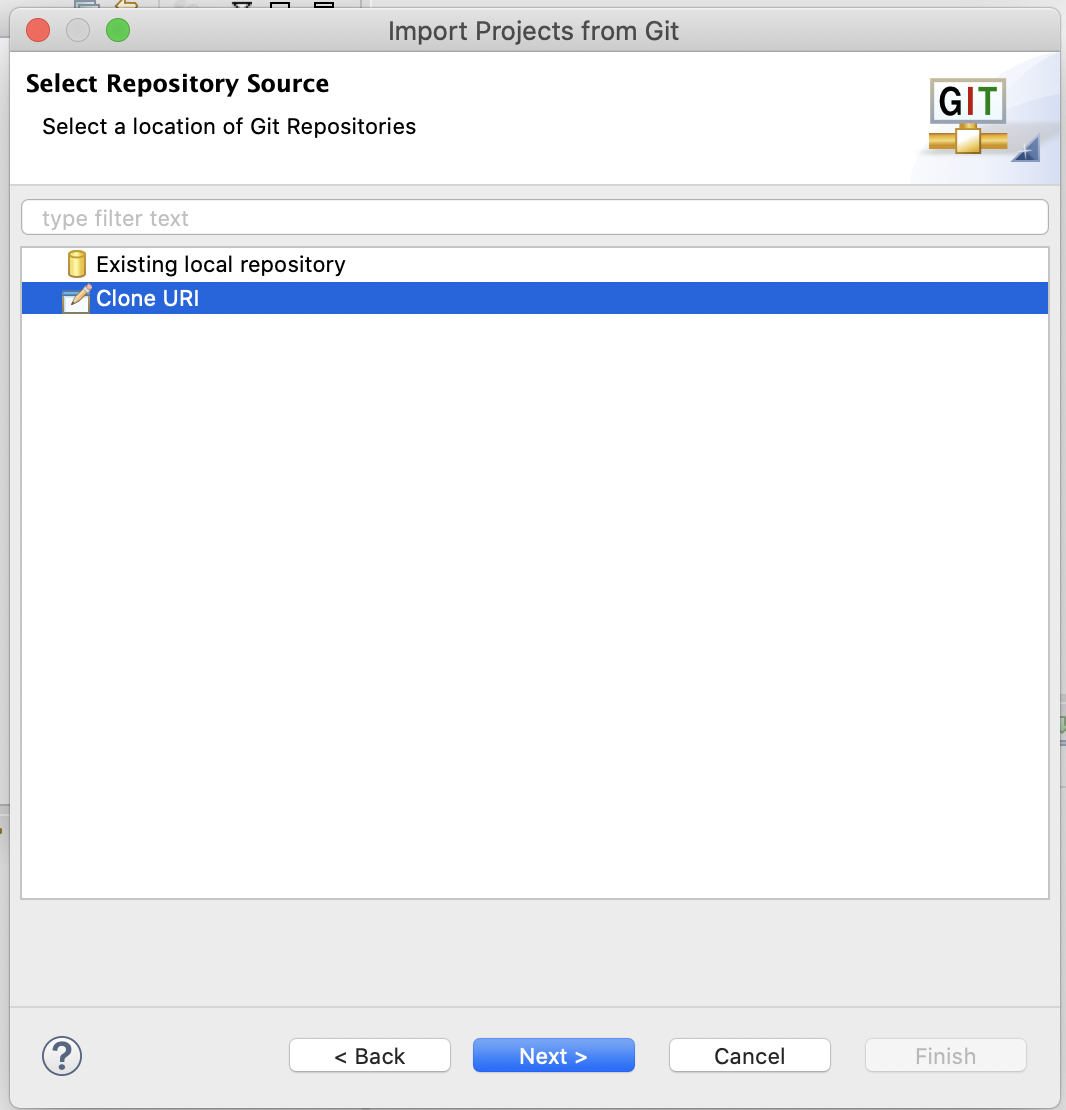 Import Projects from Git
Select Repository Source
Select a location of Git Repositories
GIT
type filter text
Existing local repository
Clone URI
?
< Back
Next >
Cancel
Finish